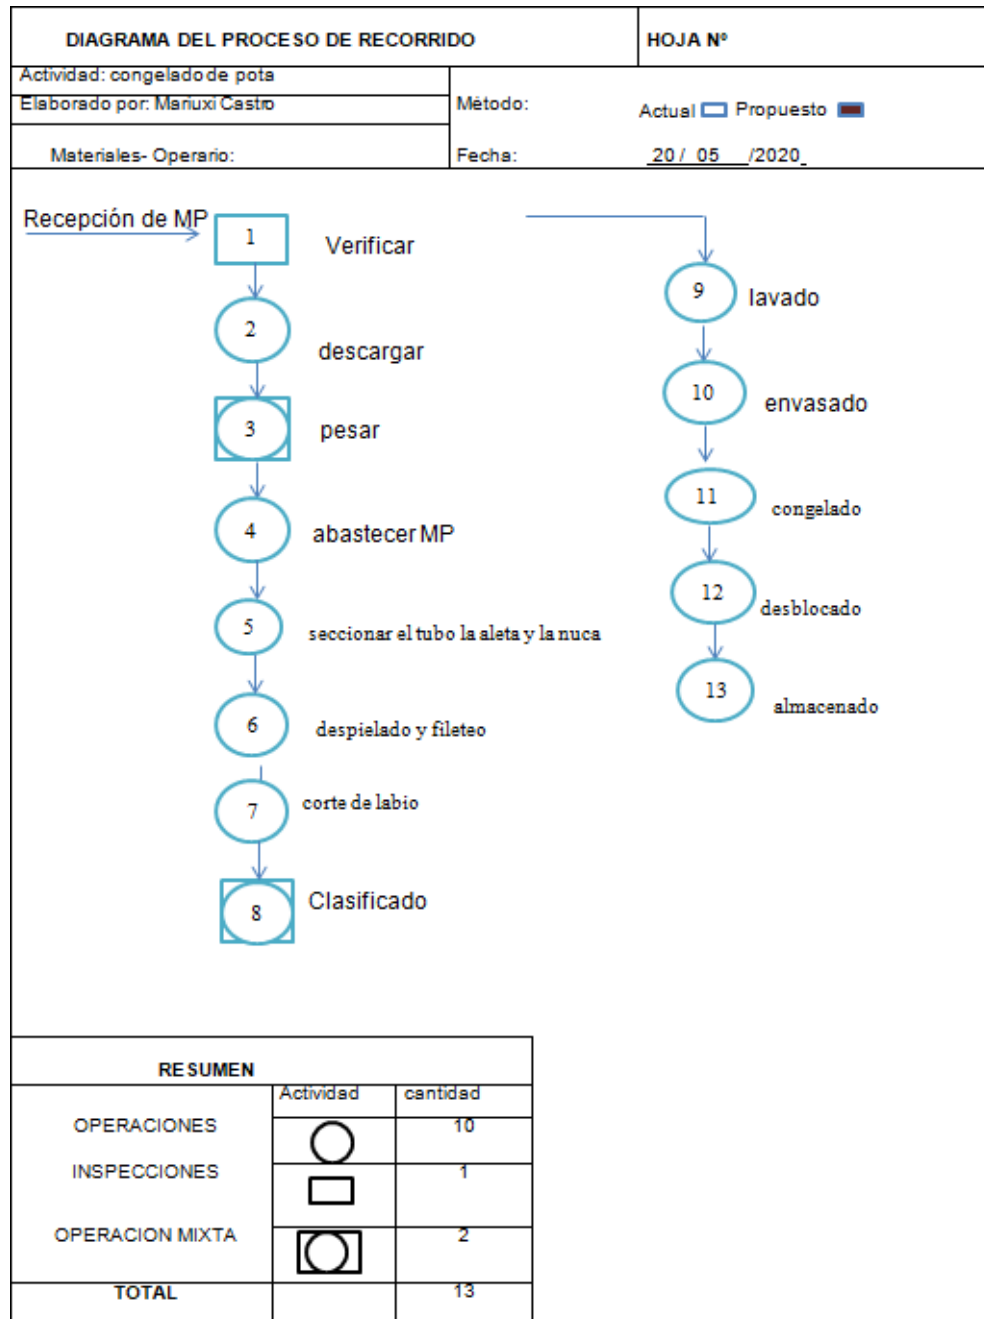 DIAGRAMA DEL PROCESO DE RECORRIDO
HOJA Nº
Actividad: congelado de pota
Elaborado por: Mariuxi Castro
Método:
Actual Propuesto
Materiales- Operario:
Fecha:
20 / 05 /2020
Recepción de MP
1
Verificar
2
descargar
3
pesar
4
abastecer MP
5
seccionar el tubo la aleta y la nuca
6
despielado y fileteo
7
corte de labio
8
Clasificado
9
lavado
10
envasado
11
congelado
12
desblocado
13
almacenado
RESUMEN
Actividad
cantidad
OPERACIONES
10
INSPECCIONES
1
OPERACION MIXTA
2
TOTAL
13